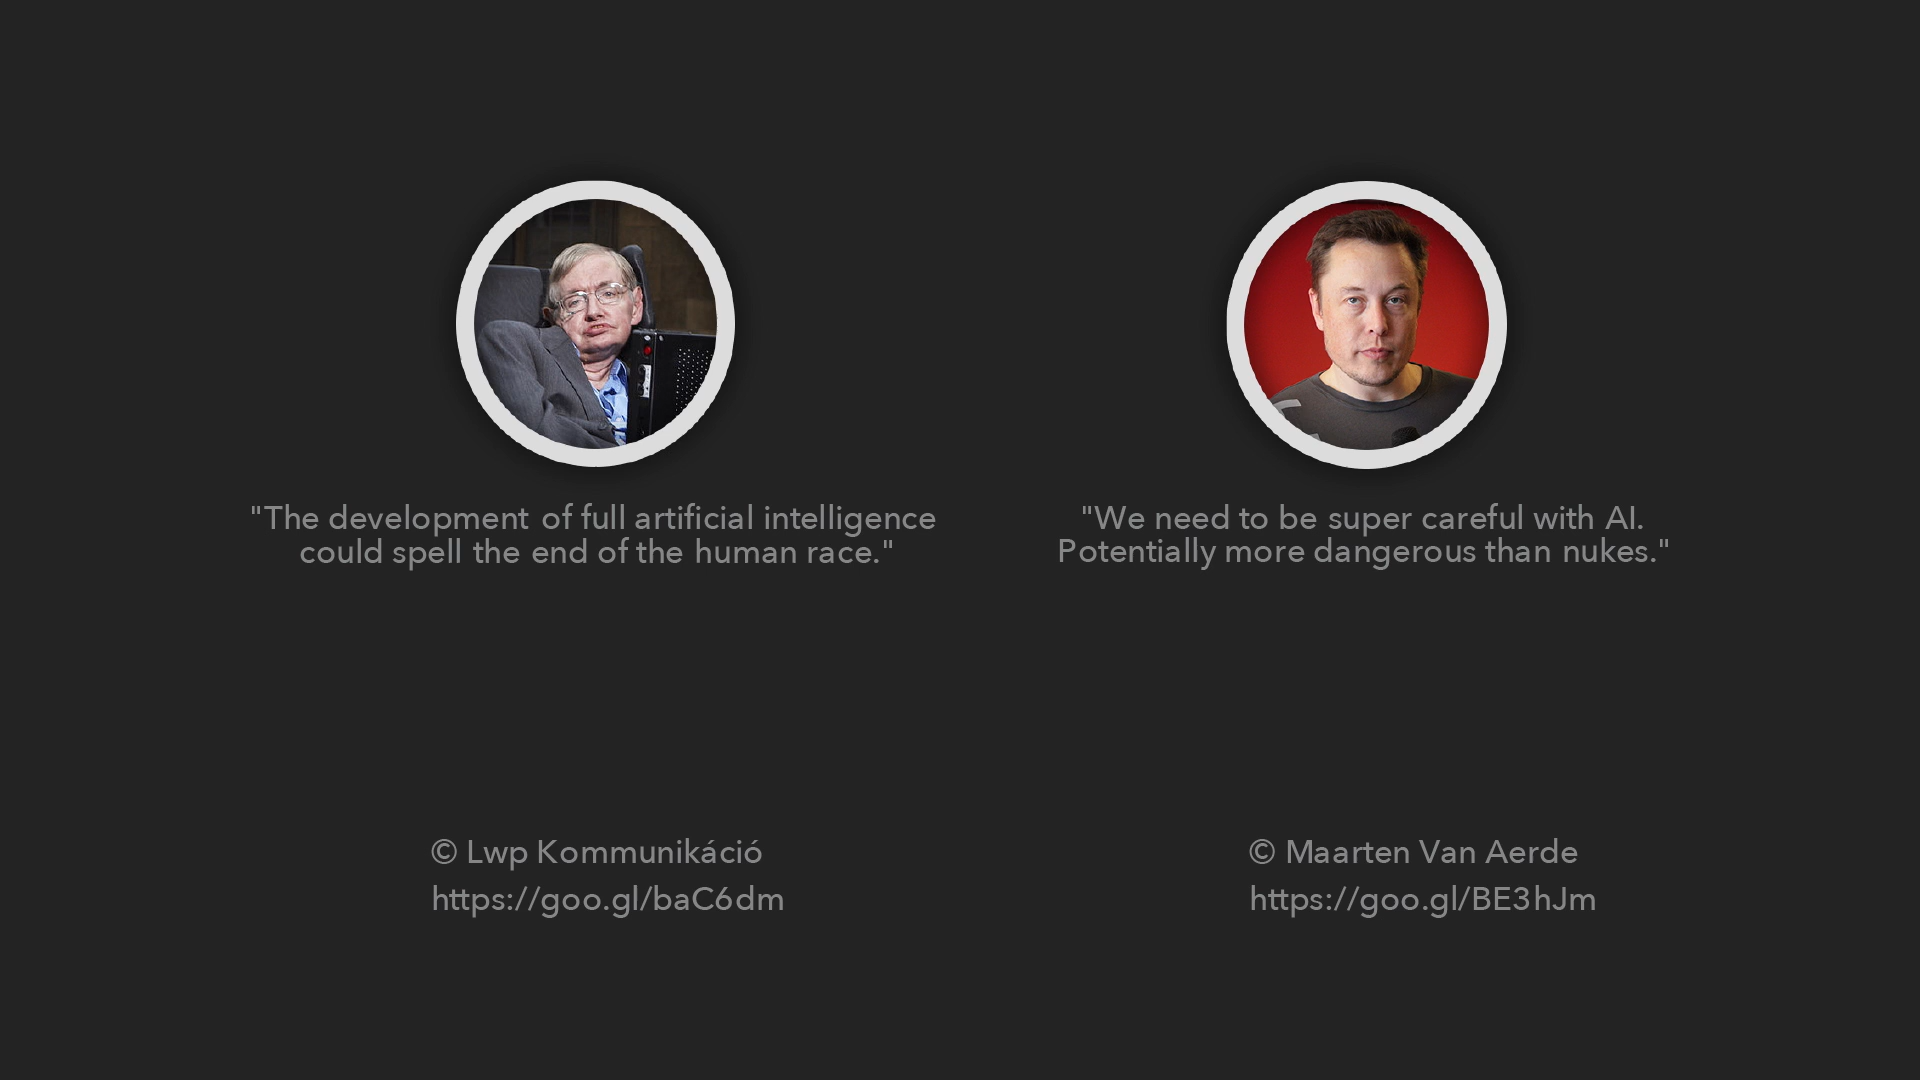 "The development of full artificial intelligence
could spell the end of the human race."
"We need to be super careful with AI.
Potentially more dangerous than nukes."
© Lwp Kommunikáció
https://goo.gl/baC6dm
© Maarten Van Aerde
https://goo.gl/BE3hJm